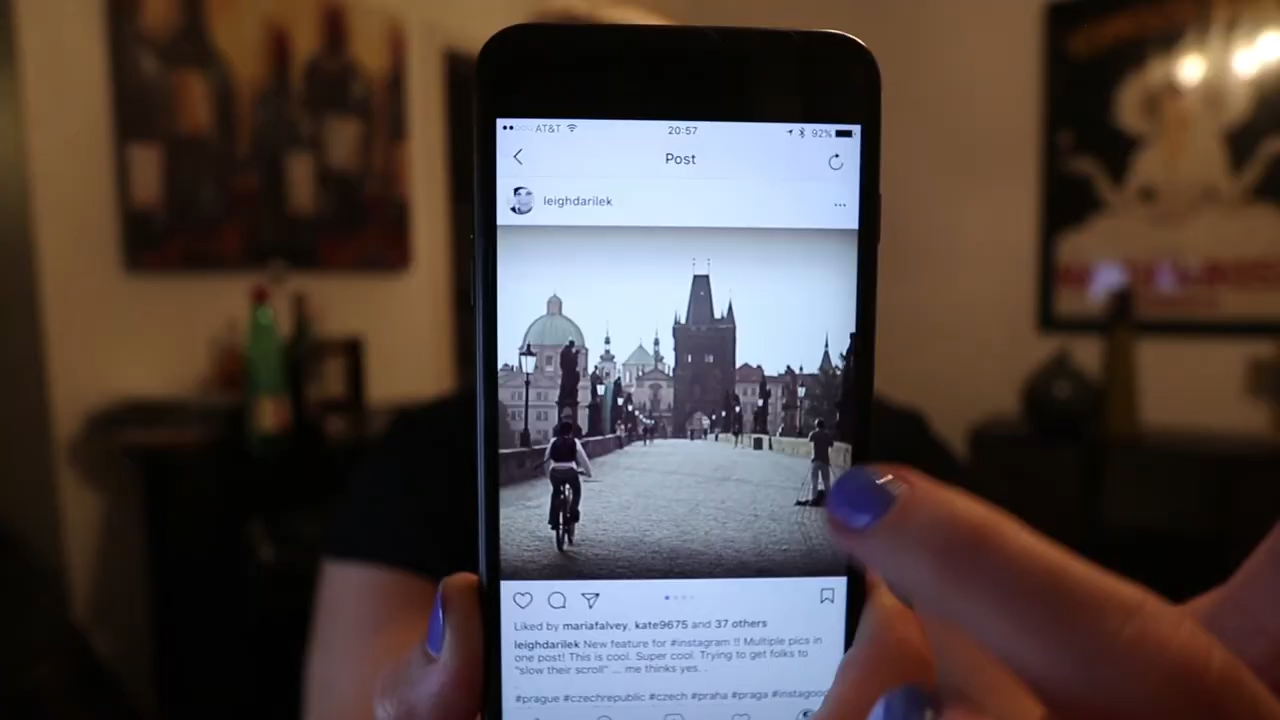 AT&T 20:57 92%
Post
leighdarilek
Liked by mariafalvey, kate9675 and 37 others
leighdarilek New feature for #instagram !! Multiple pics in
one post! This is cool. Super cool. Trying to get folks to
"slow their scroll" ... me thinks yes. .
#prague #czechrepublic #czech #praha #praga #instagood